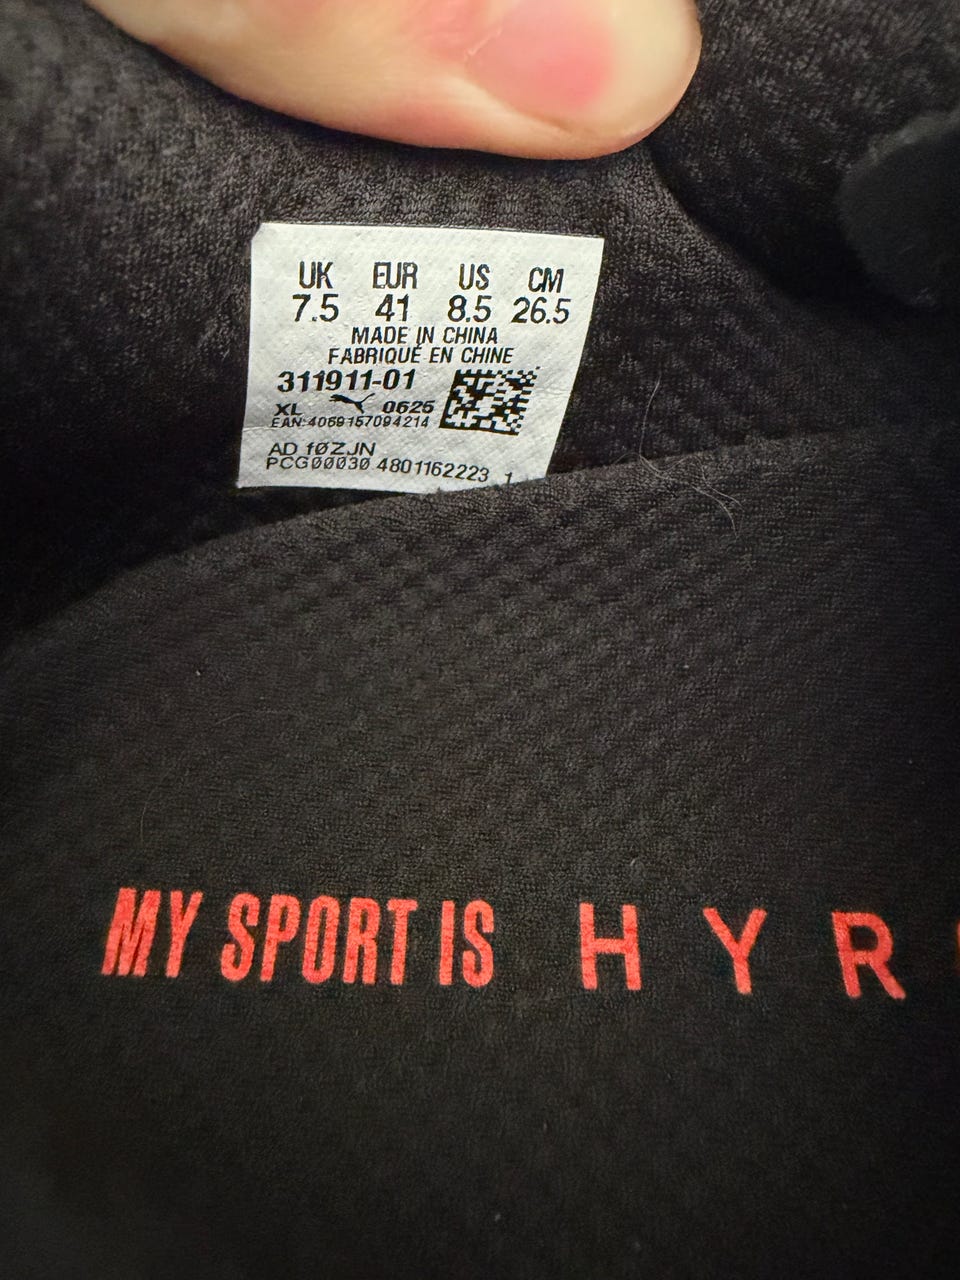 UK EUR US CM
7.5 41 8.5 26.5
MADE IN CHINA
FABRIQUÉ EN CHINE
311911-01
XL 0625
EAN:4069157094214
AD f0ZJN
PCG00030 4801162223 1
MY SPORT IS HYR